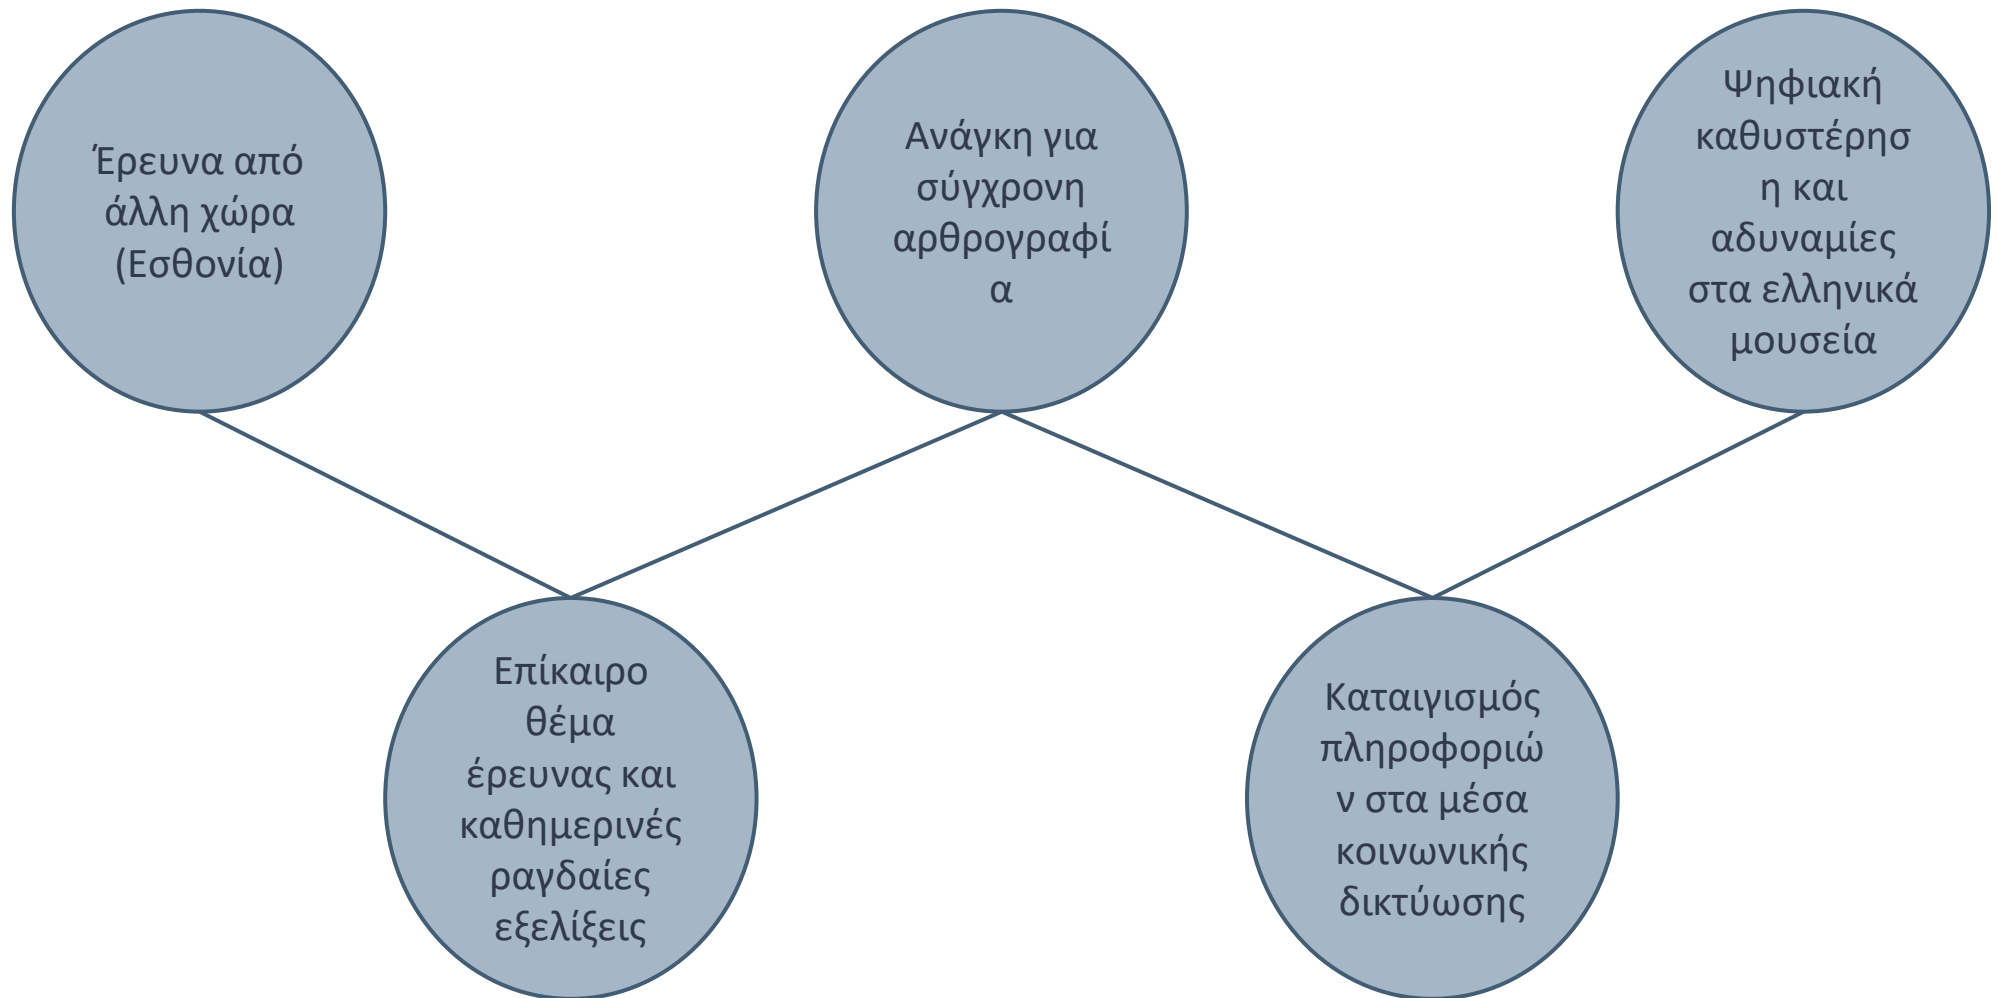 Έρευνα από
άλλη χώρα
(Εσθονία)
Ανάγκη για
σύγχρονη
αρθρογραφί
α
Ψηφιακή
καθυστέρησ
η και
αδυναμίες
στα ελληνικά
μουσεία
Επίκαιρο
θέμα
έρευνας και
καθημερινές
ραγδαίες
εξελίξεις
Καταιγισμός
πληροφοριώ
ν στα μέσα
κοινωνικής
δικτύωσης